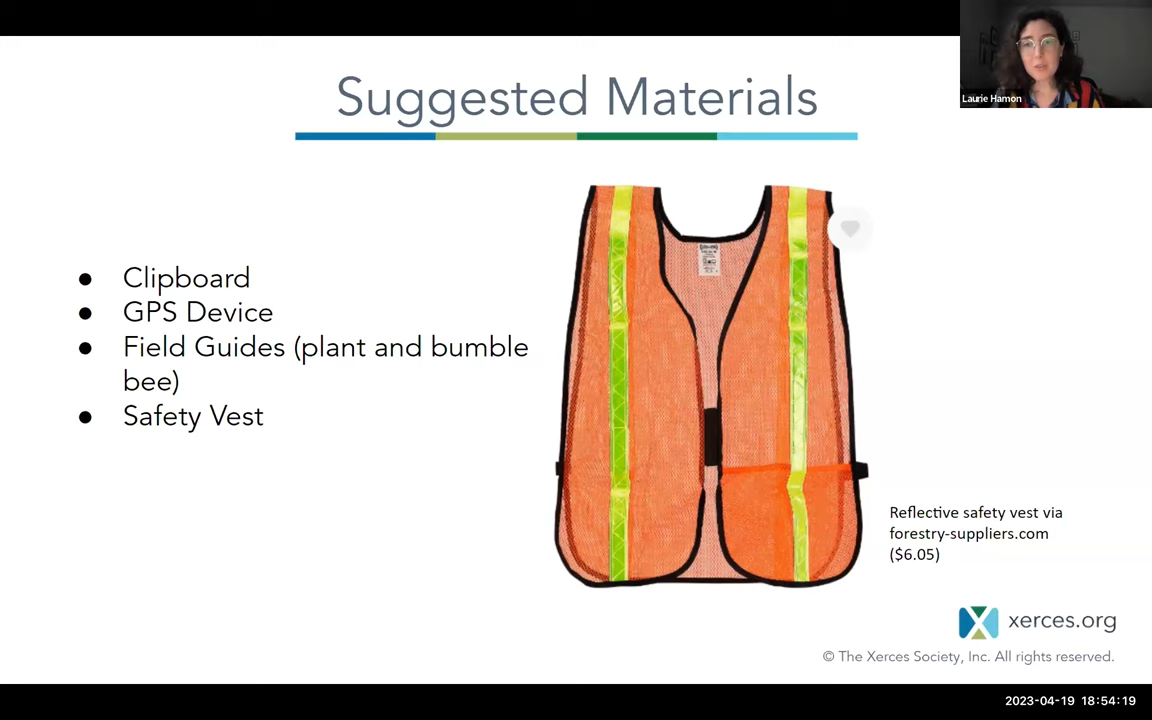 Suggested Materials
Laurie Hamon
● Clipboard
● GPS Device
● Field Guides (plant and bumble
bee)
● Safety Vest
Reflective safety vest via
forestry-suppliers.com
($6.05)
xerces.org
© The Xerces Society, Inc. All rights reserved.
2023-04-19 18:54:19